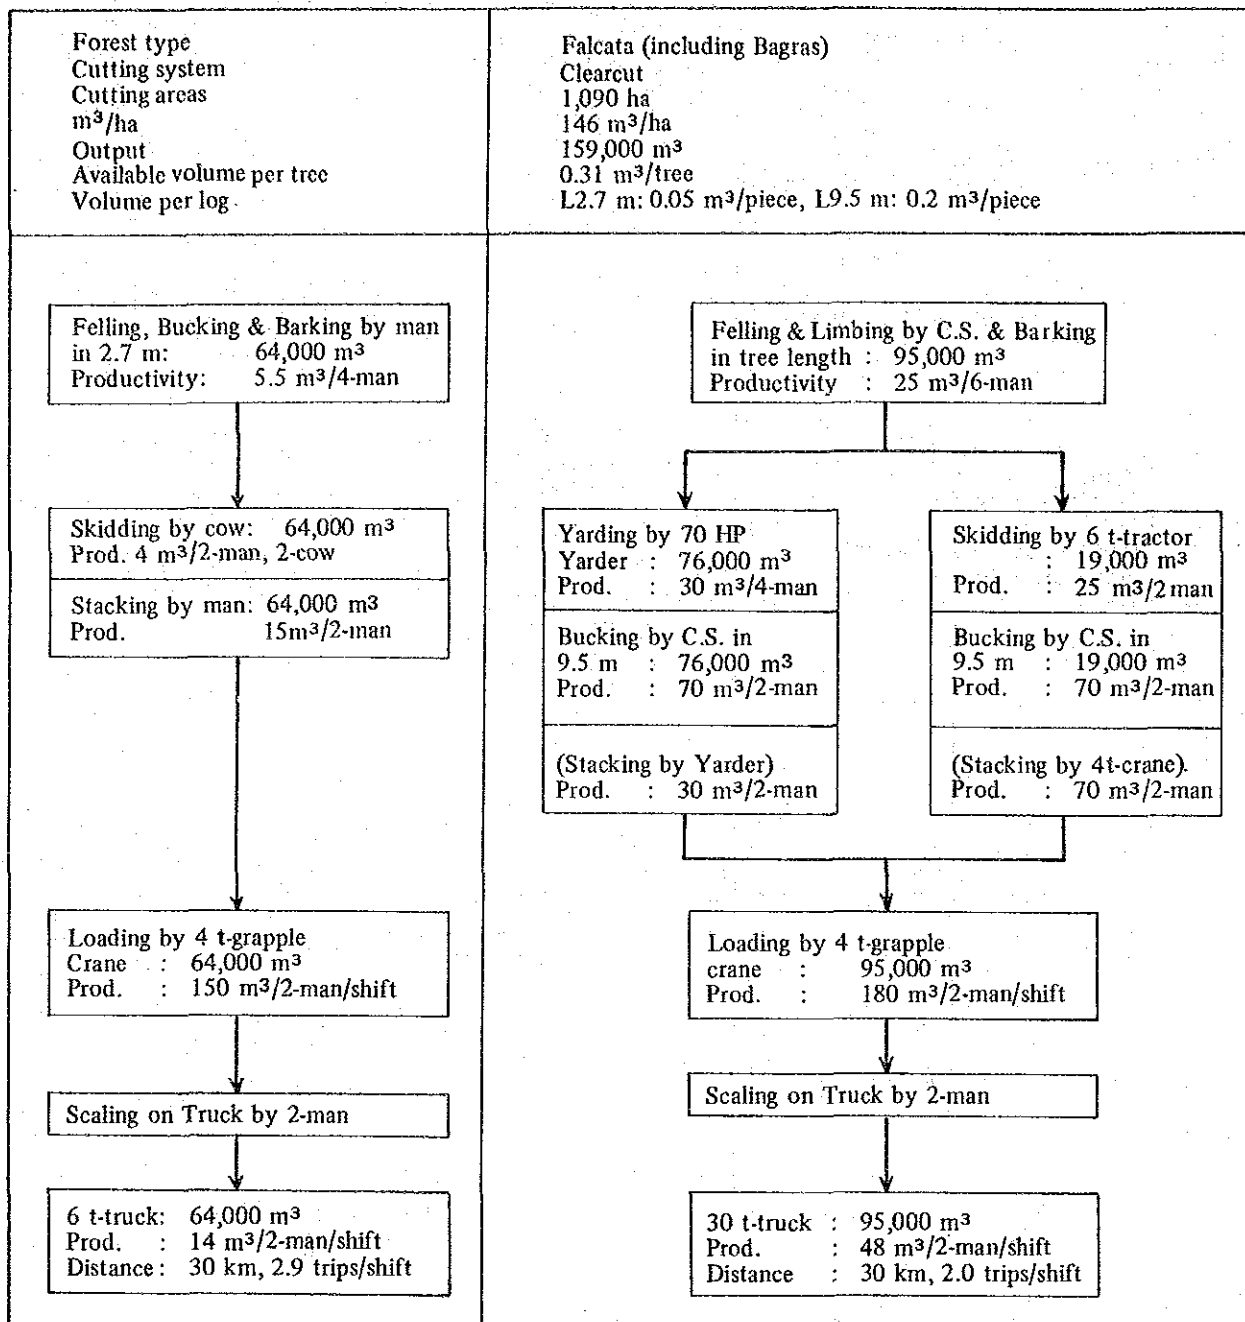 Forest type
Cutting system
Cutting areas
m³/ha
Output
Available volume per tree
Volume per log
Falcata (including Bagras)
Clearcut
1,090 ha
146 m³/ha
159,000 m³
0.31 m³/tree
L2.7 m: 0.05 m³/piece, L9.5 m: 0.2 m³/piece
Felling, Bucking & Barking by man
in 2.7 m: 64,000 m³
Productivity: 5.5 m³/4-man
Skidding by cow: 64,000 m³
Prod. 4 m³/2-man, 2-cow
Stacking by man: 64,000 m³
Prod. 15m³/2-man
Loading by 4 t-grapple
Crane : 64,000 m³
Prod. : 150 m³/2-man/shift
Scaling on Truck by 2-man
6 t-truck: 64,000 m³
Prod. : 14 m³/2-man/shift
Distance : 30 km, 2.9 trips/shift
Felling & Limbing by C.S. & Barking
in tree length : 95,000 m³
Productivity : 25 m³/6-man
Yarding by 70 HP
Yarder : 76,000 m³
Prod. : 30 m³/4-man
Bucking by C.S. in
9.5 m : 76,000 m³
Prod. : 70 m³/2-man
(Stacking by Yarder)
Prod. : 30 m³/2-man
Skidding by 6 t-tractor
: 19,000 m³
Prod. : 25 m³/2 man
Bucking by C.S. in
9.5 m : 19,000 m³
Prod. : 70 m³/2-man
(Stacking by 4t-crane).
Prod. : 70 m³/2-man
Loading by 4 t-grapple
crane : 95,000 m³
Prod. : 180 m³/2-man/shift
Scaling on Truck by 2-man
30 t-truck : 95,000 m³
Prod. : 48 m³/2-man/shift
Distance : 30 km, 2.0 trips/shift